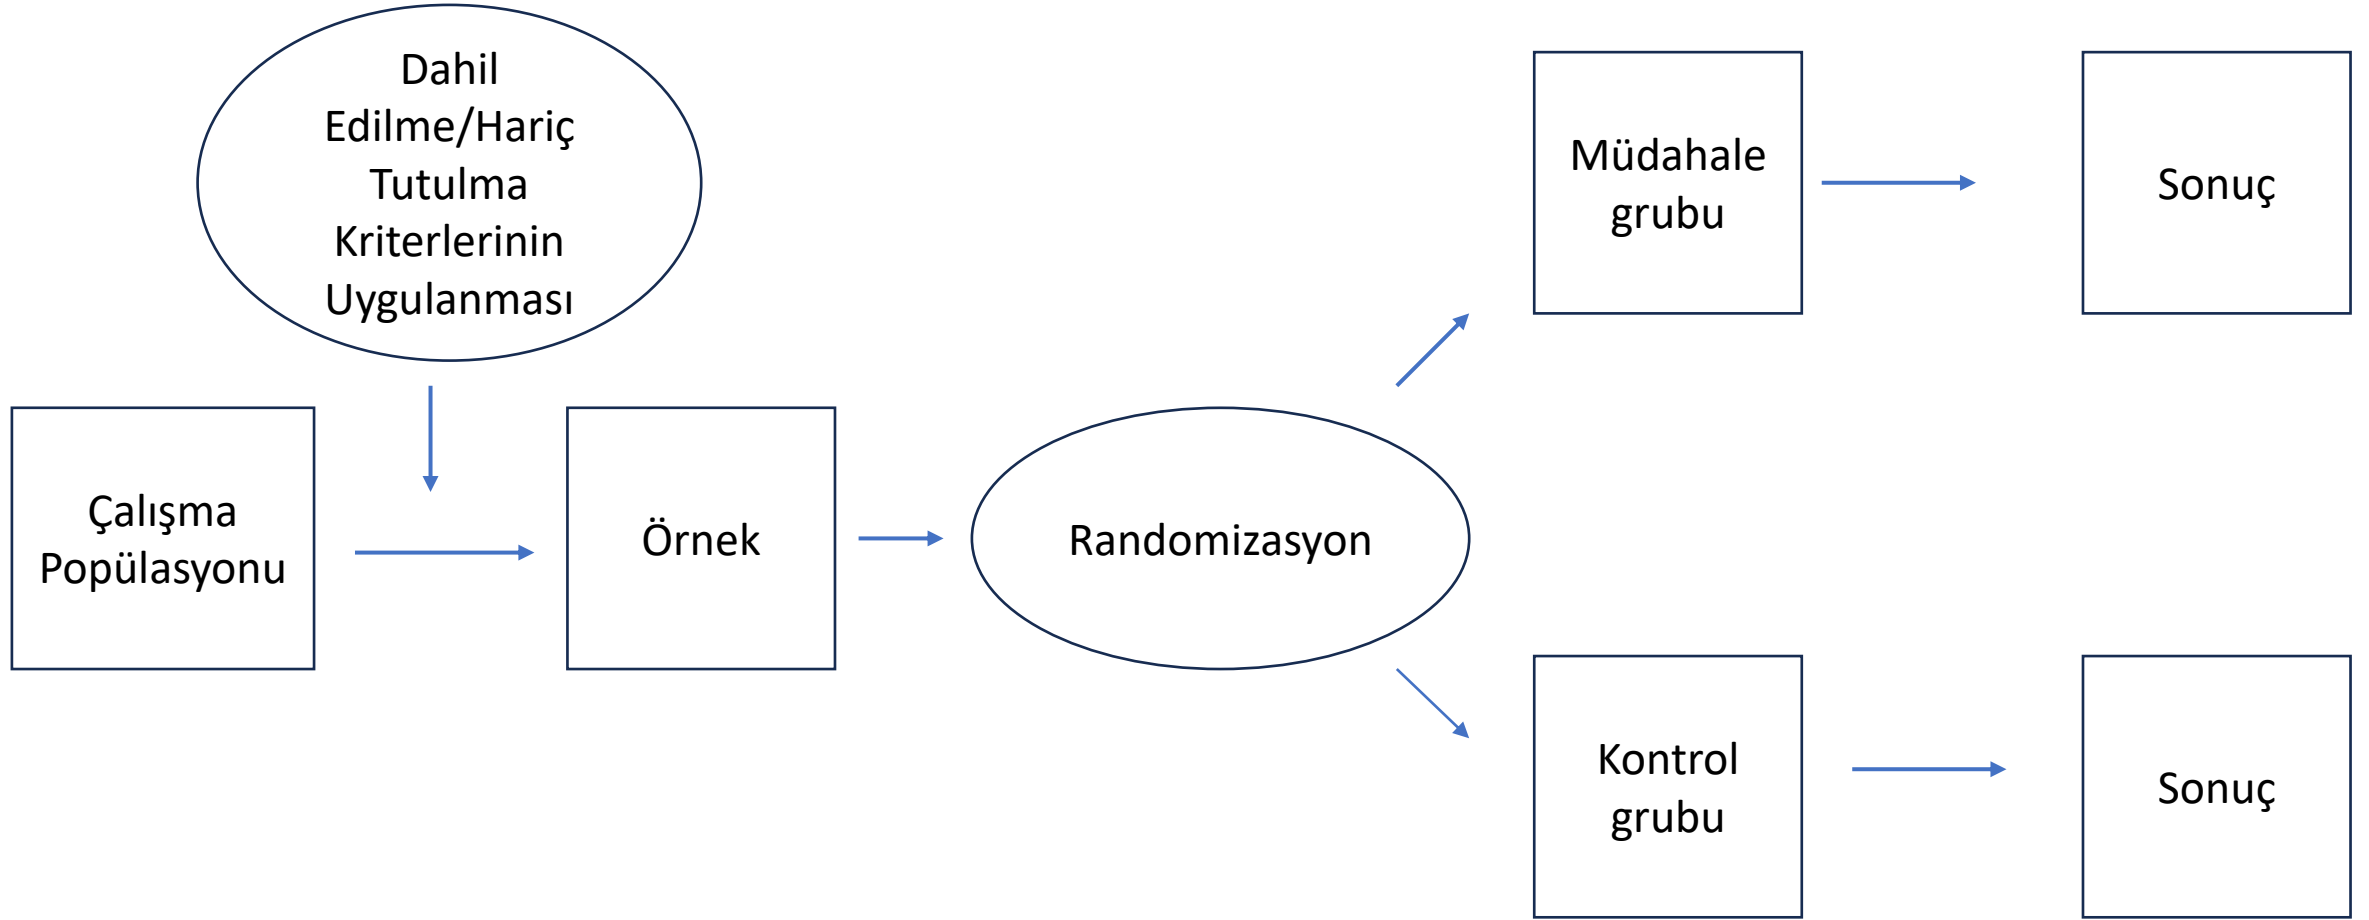 Dahil
Edilme/Hariç
Tutulma
Kriterlerinin
Uygulanması
Çalışma
Popülasyonu
Örnek
Randomizasyon
Müdahale
grubu
Sonuç
Kontrol
grubu
Sonuç